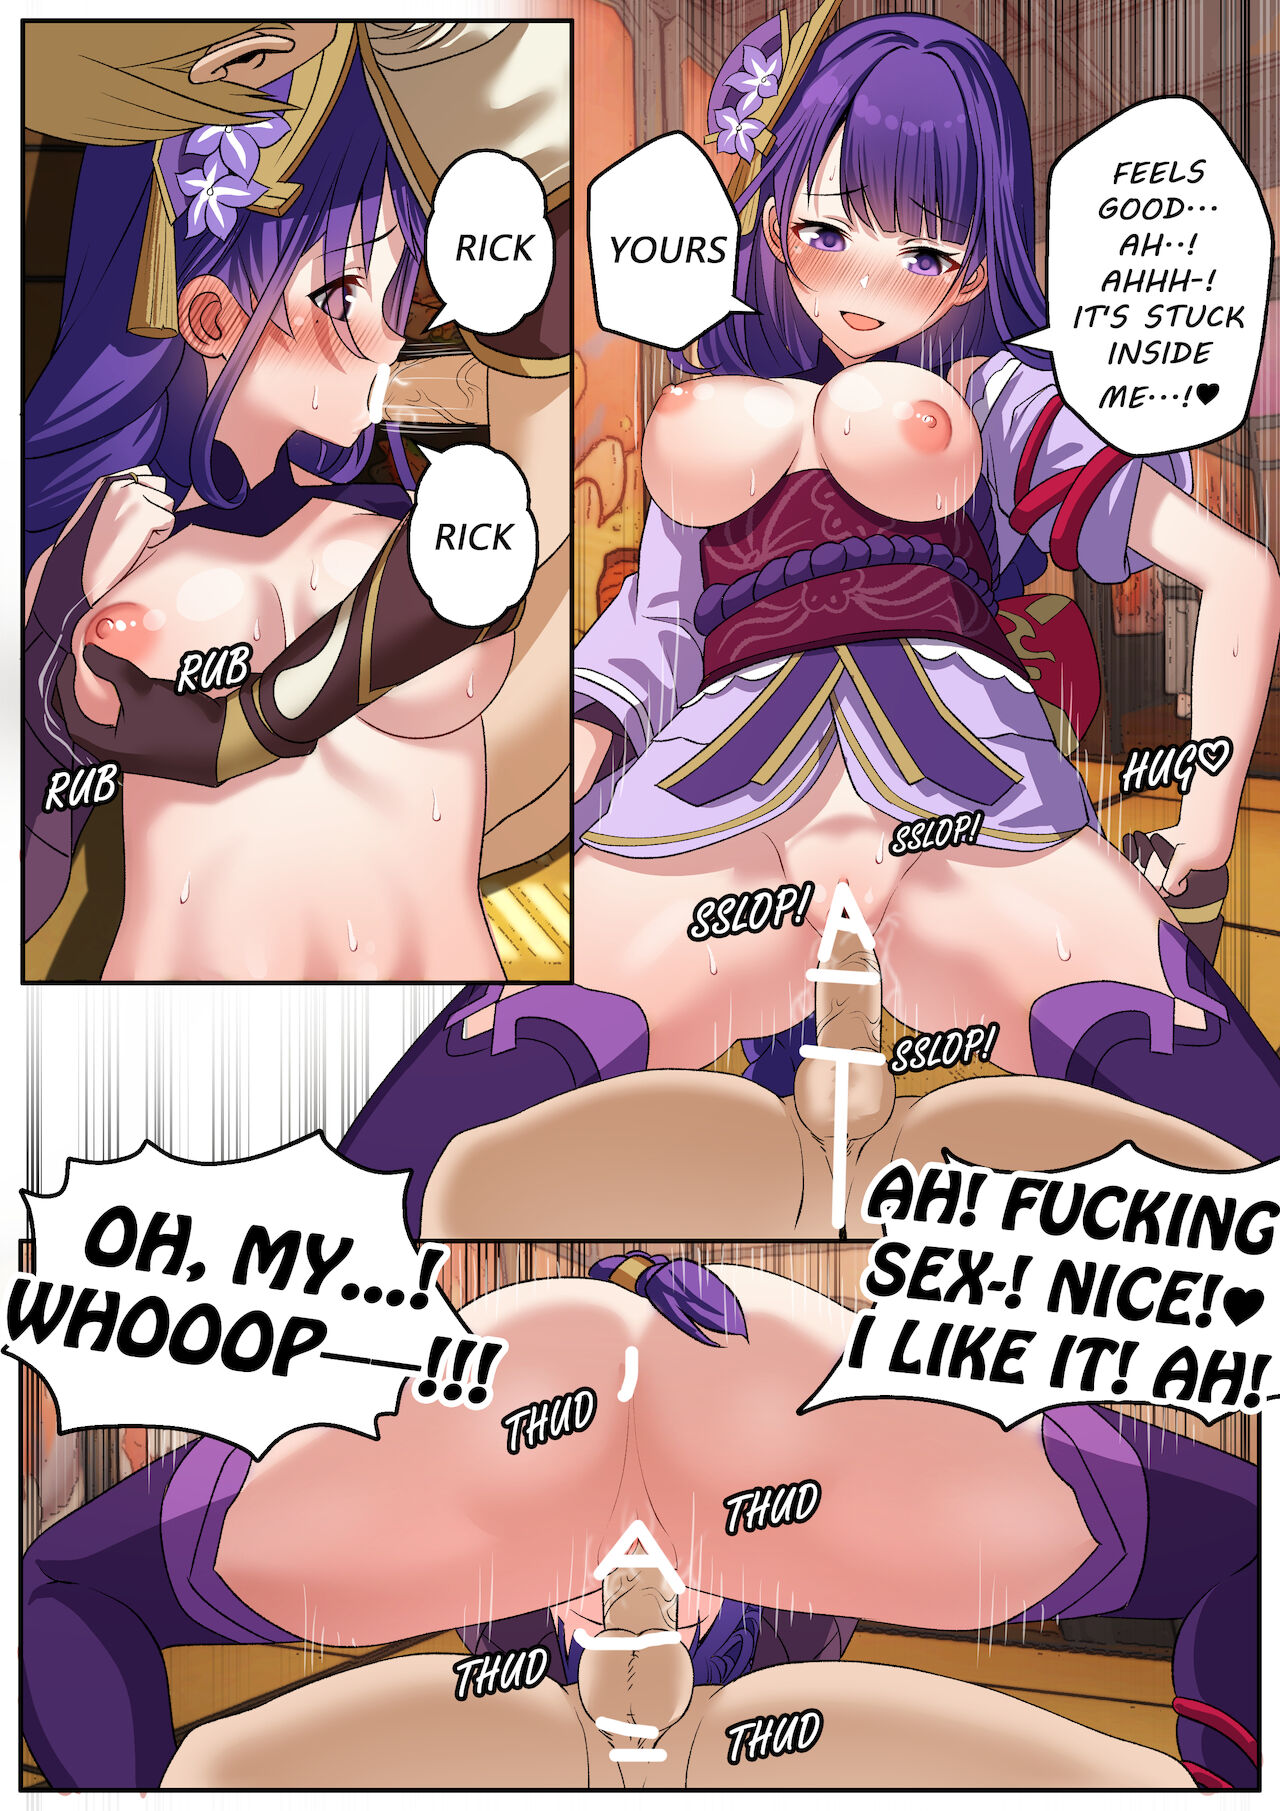 RICK
RICK
RUB
RUB
YOURS
FEELS
GOOD···
AH··!
AHHH-!
IT'S STUCK
INSIDE
ME···!♥
HUG♡
SSLOP!
SSLOP!
SSLOP!
OH, MY...!
WHOOOP——!!!
AH! FUCKING
SEX-! NICE!♥
I LIKE IT! AH!
THUD
THUD
THUD
THUD